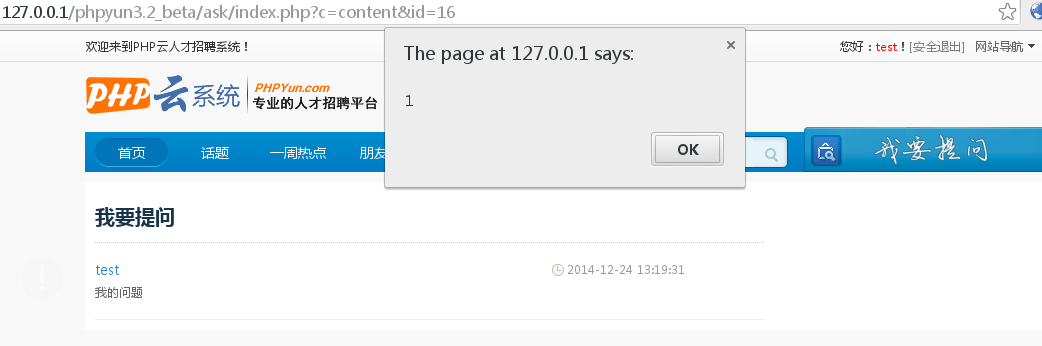 127.0.0.1/phpyun3.2_beta/ask/index.php?c=content&id=16
欢迎来到PHP云人才招聘系统！
您好：test！[安全退出] 网站导航
The page at 127.0.0.1 says:
1
OK
PHP云系统
PHPYun.com
专业的人才招聘平台
首页 话题 一周热点 朋友
我要提问
我要提问
test
2014-12-24 13:19:31
我的问题